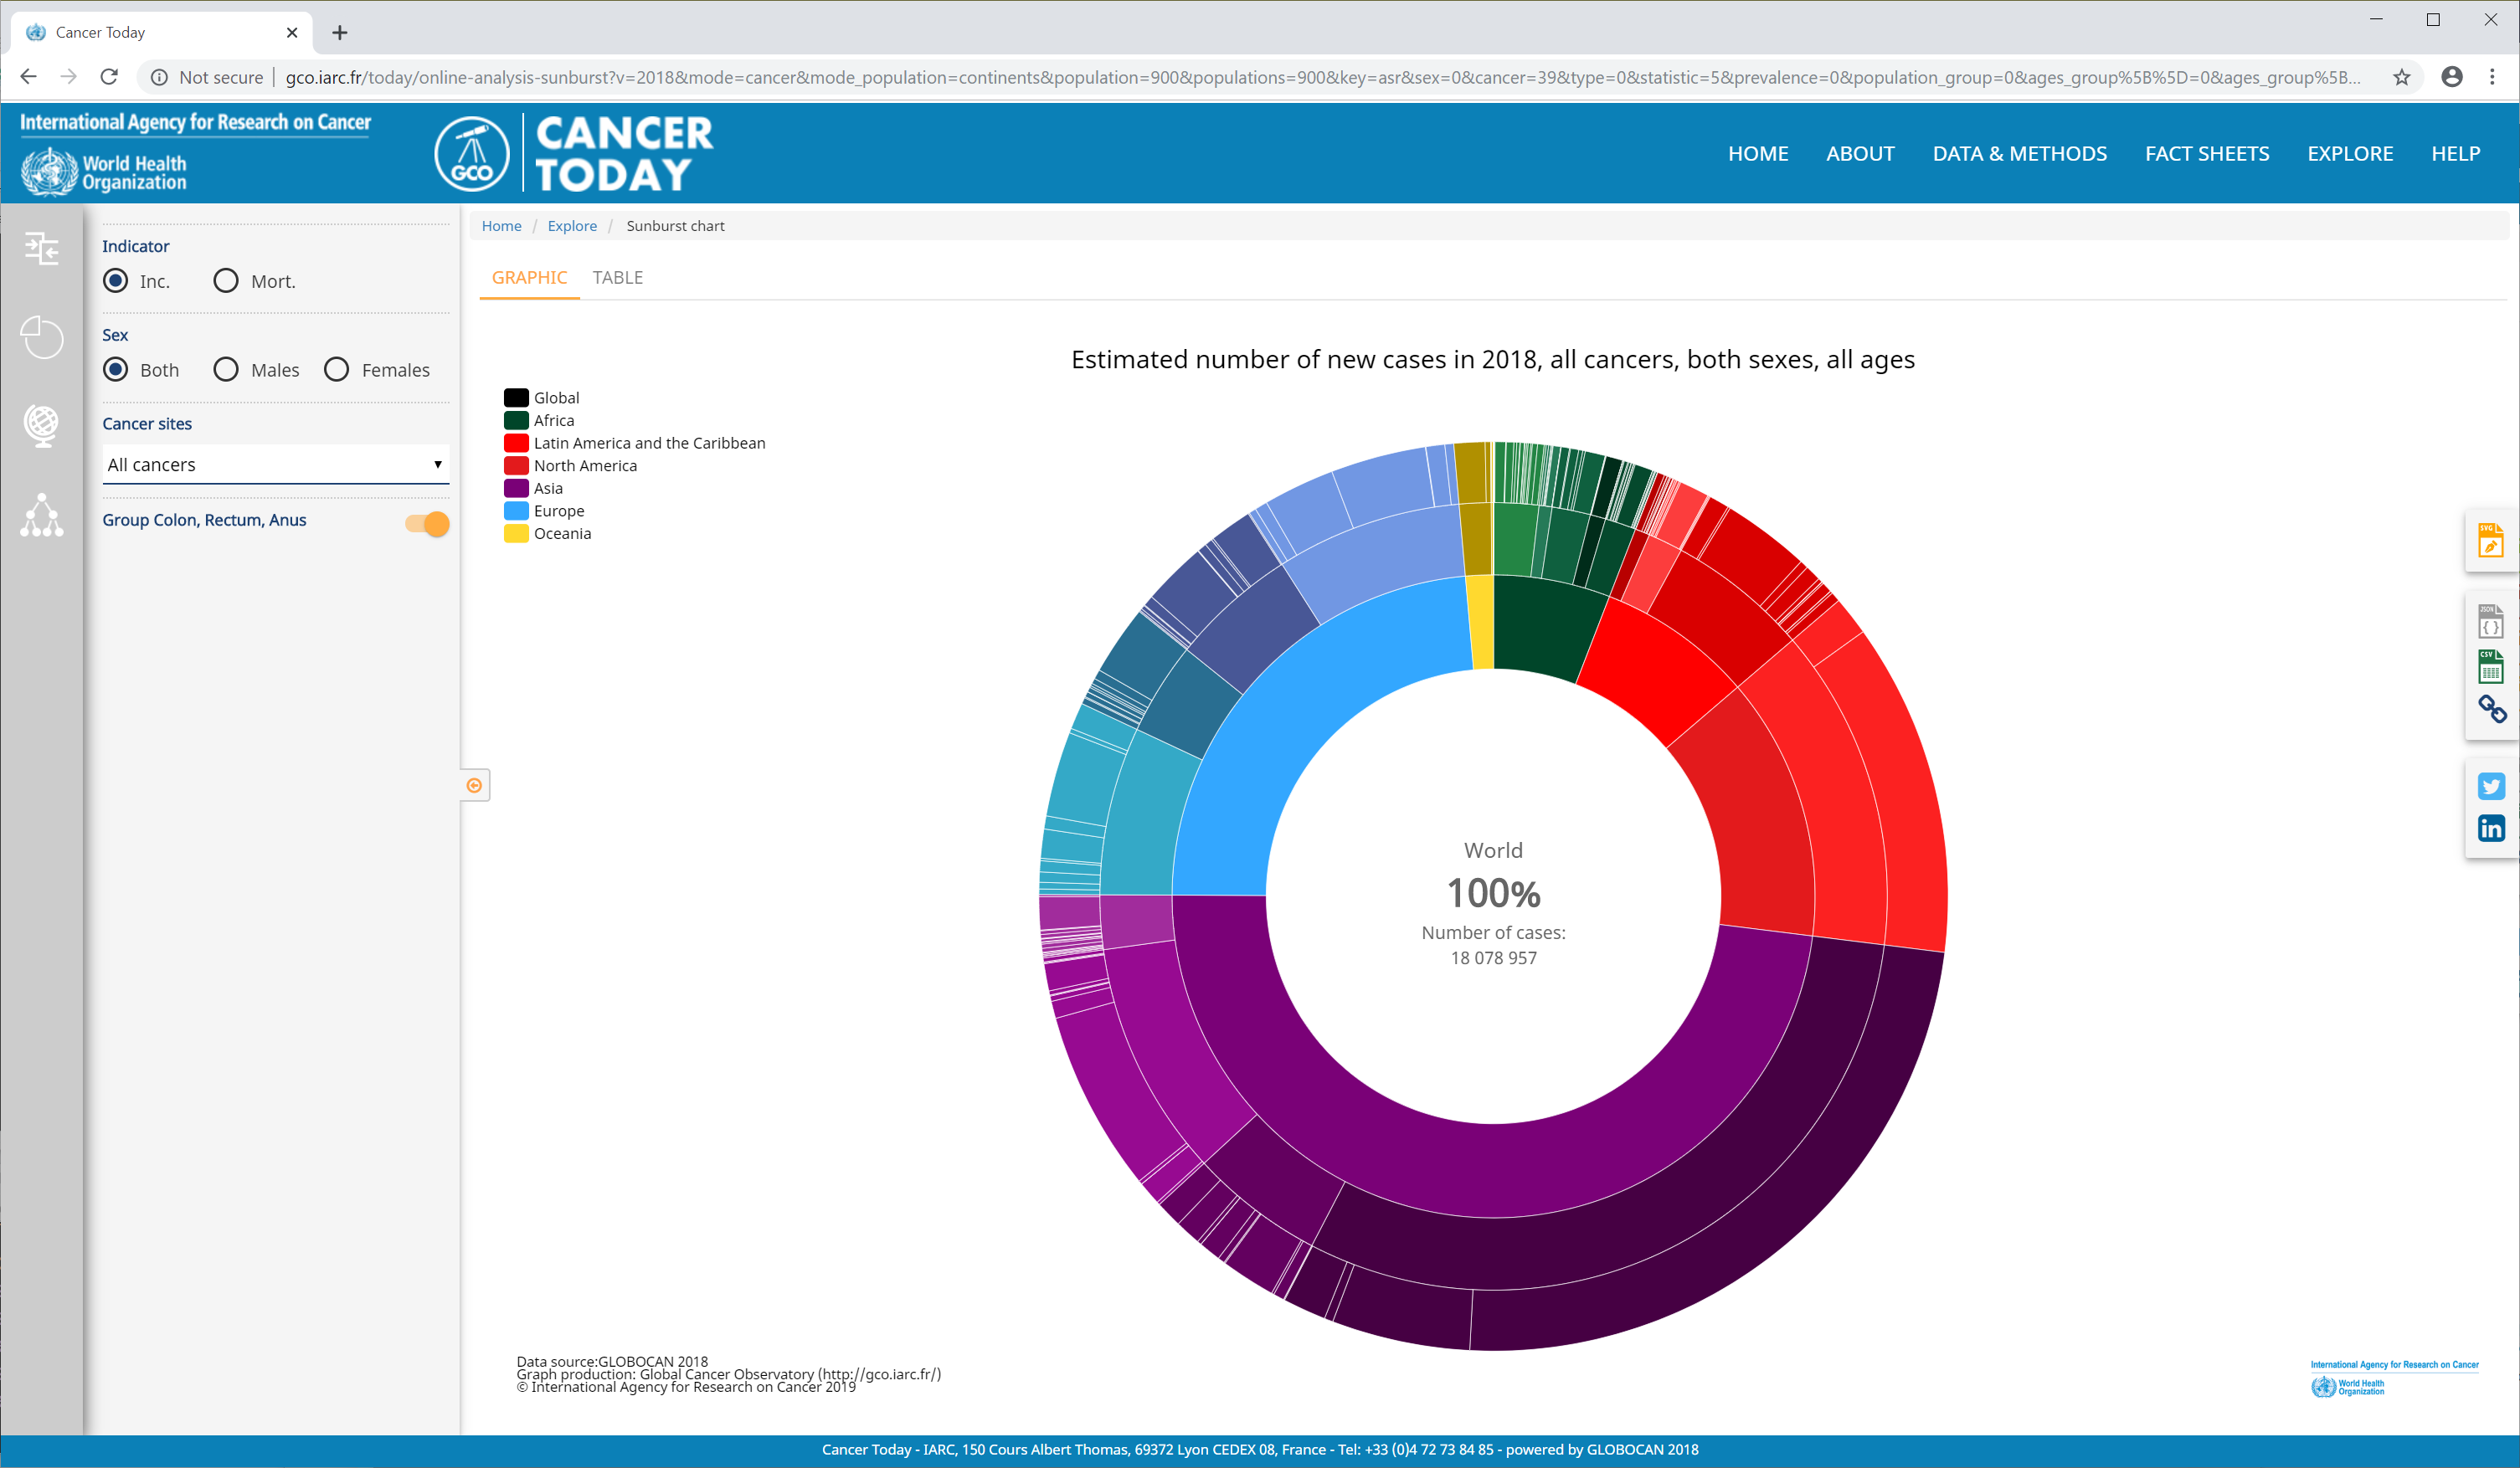 Cancer Today
Not secure | gco.iarc.fr/today/online-analysis-sunburst?v=2018&mode=cancer&mode_population=continents&population=900&populations=900&key=asr&sex=0&cancer=39&type=0&statistic=5&prevalence=0&population_group=0&ages_group%5B%5D=0&ages_group%5B...
International Agency for Research on Cancer
World Health
Organization
GCO
CANCER
TODAY
HOME ABOUT DATA & METHODS FACT SHEETS EXPLORE HELP
Indicator
Inc. Mort.
Sex
Both Males Females
Cancer sites
All cancers
Group Colon, Rectum, Anus
Home / Explore / Sunburst chart
GRAPHIC TABLE
Estimated number of new cases in 2018, all cancers, both sexes, all ages
Global
Africa
Latin America and the Caribbean
North America
Asia
Europe
Oceania
World
100%
Number of cases:
18 078 957
SVG
JSON
{ }
CSV
in
Data source:GLOBOCAN 2018
Graph production: Global Cancer Observatory (http://gco.iarc.fr/)
© International Agency for Research on Cancer 2019
International Agency for Research on Cancer
World Health
Organization
Cancer Today - IARC, 150 Cours Albert Thomas, 69372 Lyon CEDEX 08, France - Tel: +33 (0)4 72 73 84 85 - powered by GLOBOCAN 2018